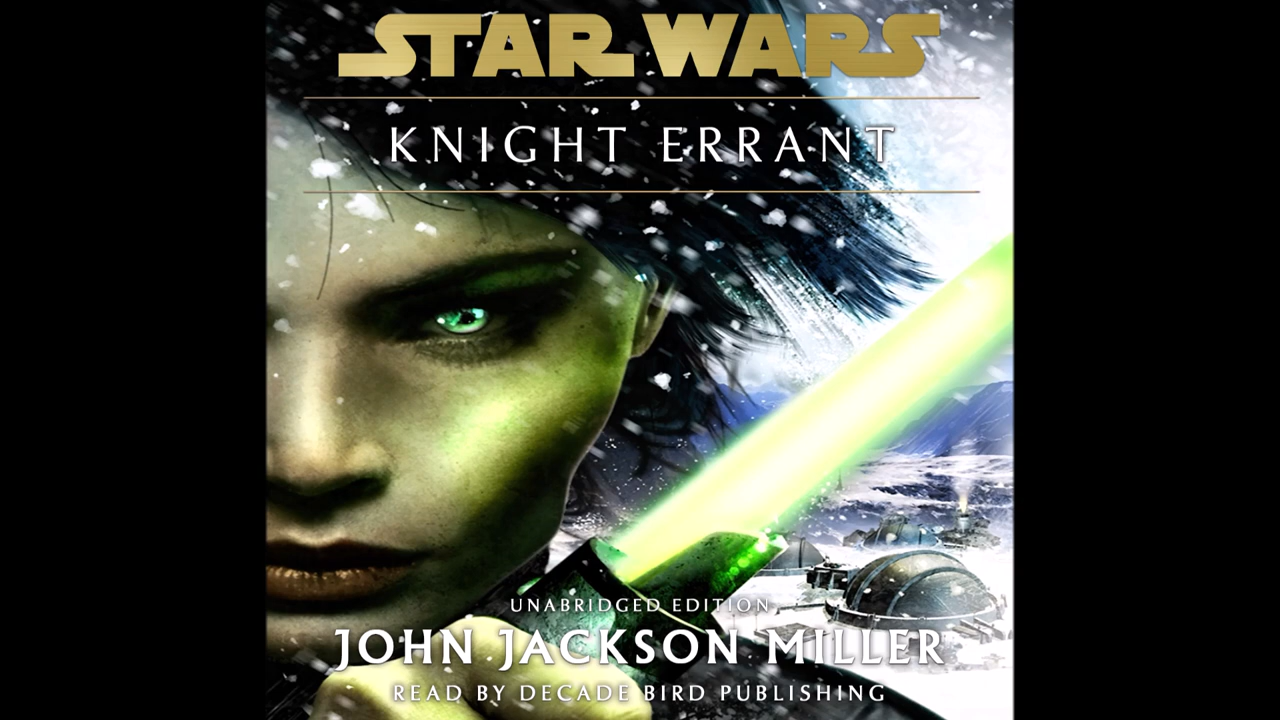 STAR WARS
KNIGHT ERRANT
UNABRIDGED EDITION
JOHN JACKSON MILLER
READ BY DECADE BIRD PUBLISHING